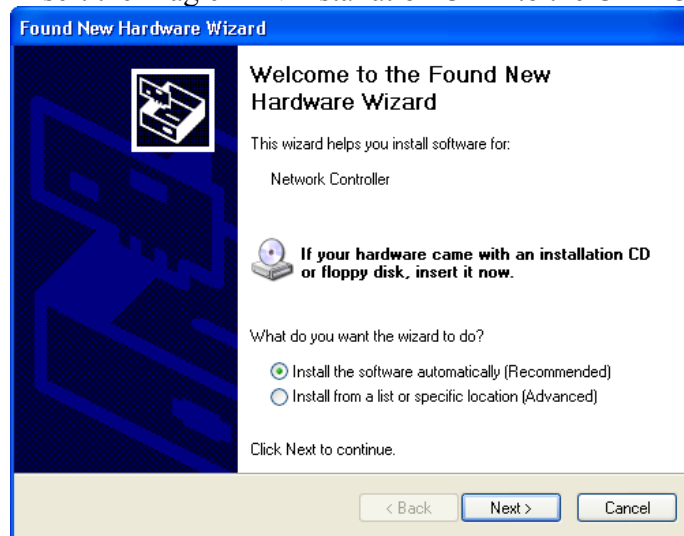 Found New Hardware Wizard
Welcome to the Found New
Hardware Wizard
This wizard helps you install software for:
Network Controller
If your hardware came with an installation CD
or floppy disk, insert it now.
What do you want the wizard to do?
Install the software automatically (Recommended)
Install from a list or specific location (Advanced)
Click Next to continue.
< Back Next > Cancel